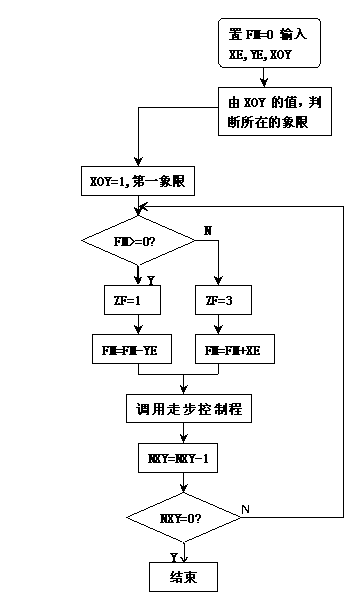 置 FM=0 输入
XE,YE,XOY
由 XOY 的值，判
断所在的象限
XOY=1,第一象限
FM>=0?
N
Y
ZF=1
ZF=3
FM=FM-YE
FM=FM+XE
调用走步控制程
NXY=NXY-1
NXY=0?
N
Y
结束